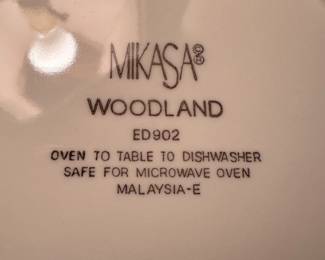 MIKASA©®
WOODLAND
ED902
OVEN TO TABLE TO DISHWASHER
SAFE FOR MICROWAVE OVEN
MALAYSIA-E